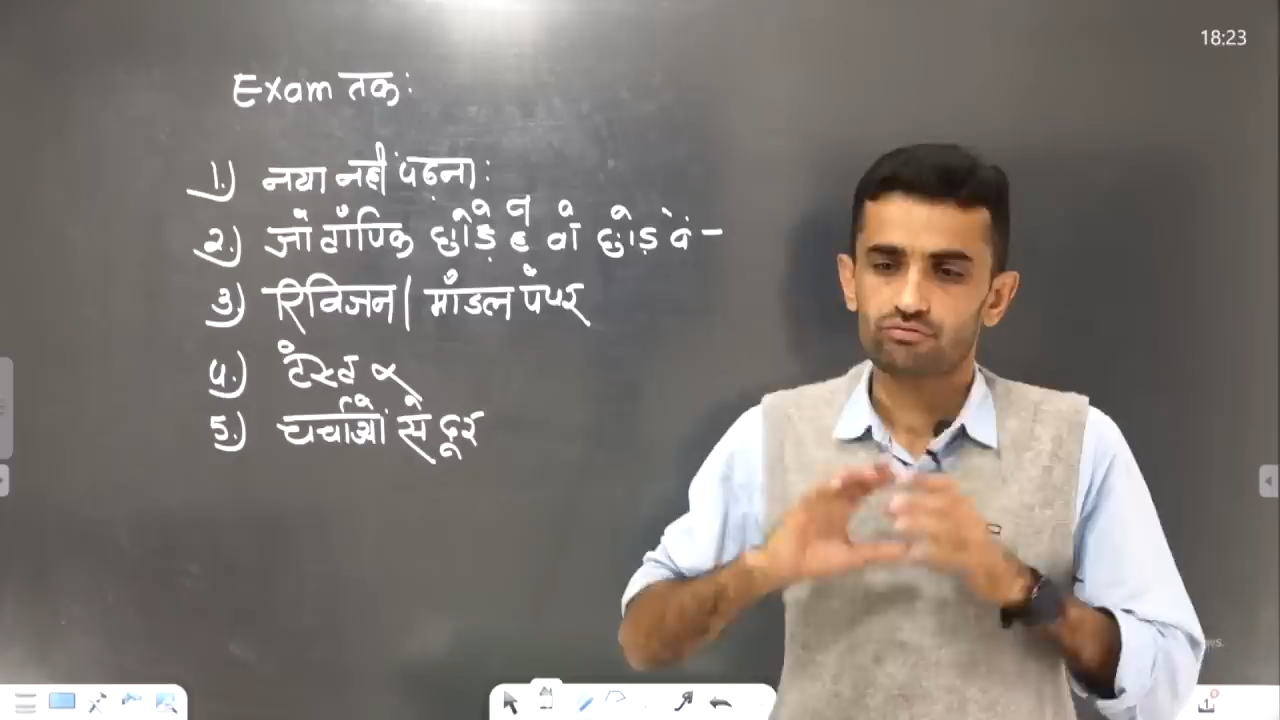 18:23
Exam तक:
1.) नया नहीं पढ़ना:
2.) जो टॉपिक छोड़े है वो छोड़ दें -
3) रिविजन / मॉडल पेपर
4.) टेस्ट
5.) चर्चाओं से दूर